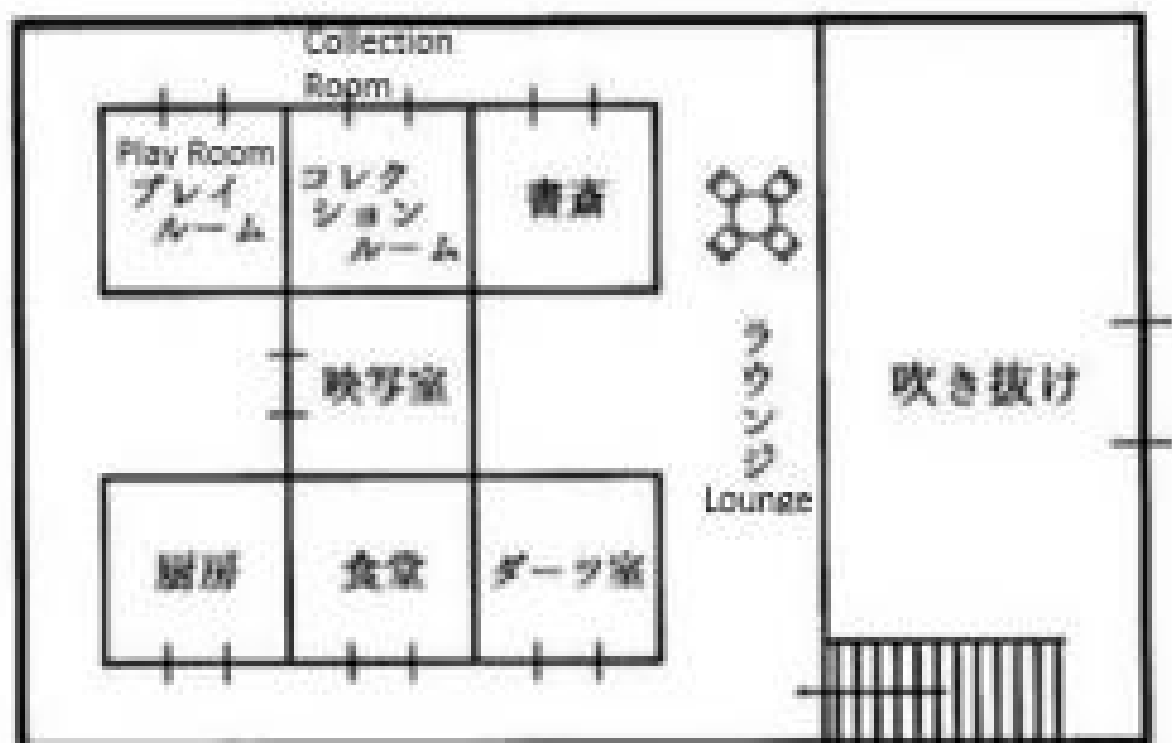 Collection
Room
Play Room
プレイ
ルーム
コレク
ション
ルーム
書斎
ラウンジ
Lounge
映写室
吹き抜け
厨房
食堂
ダーツ室